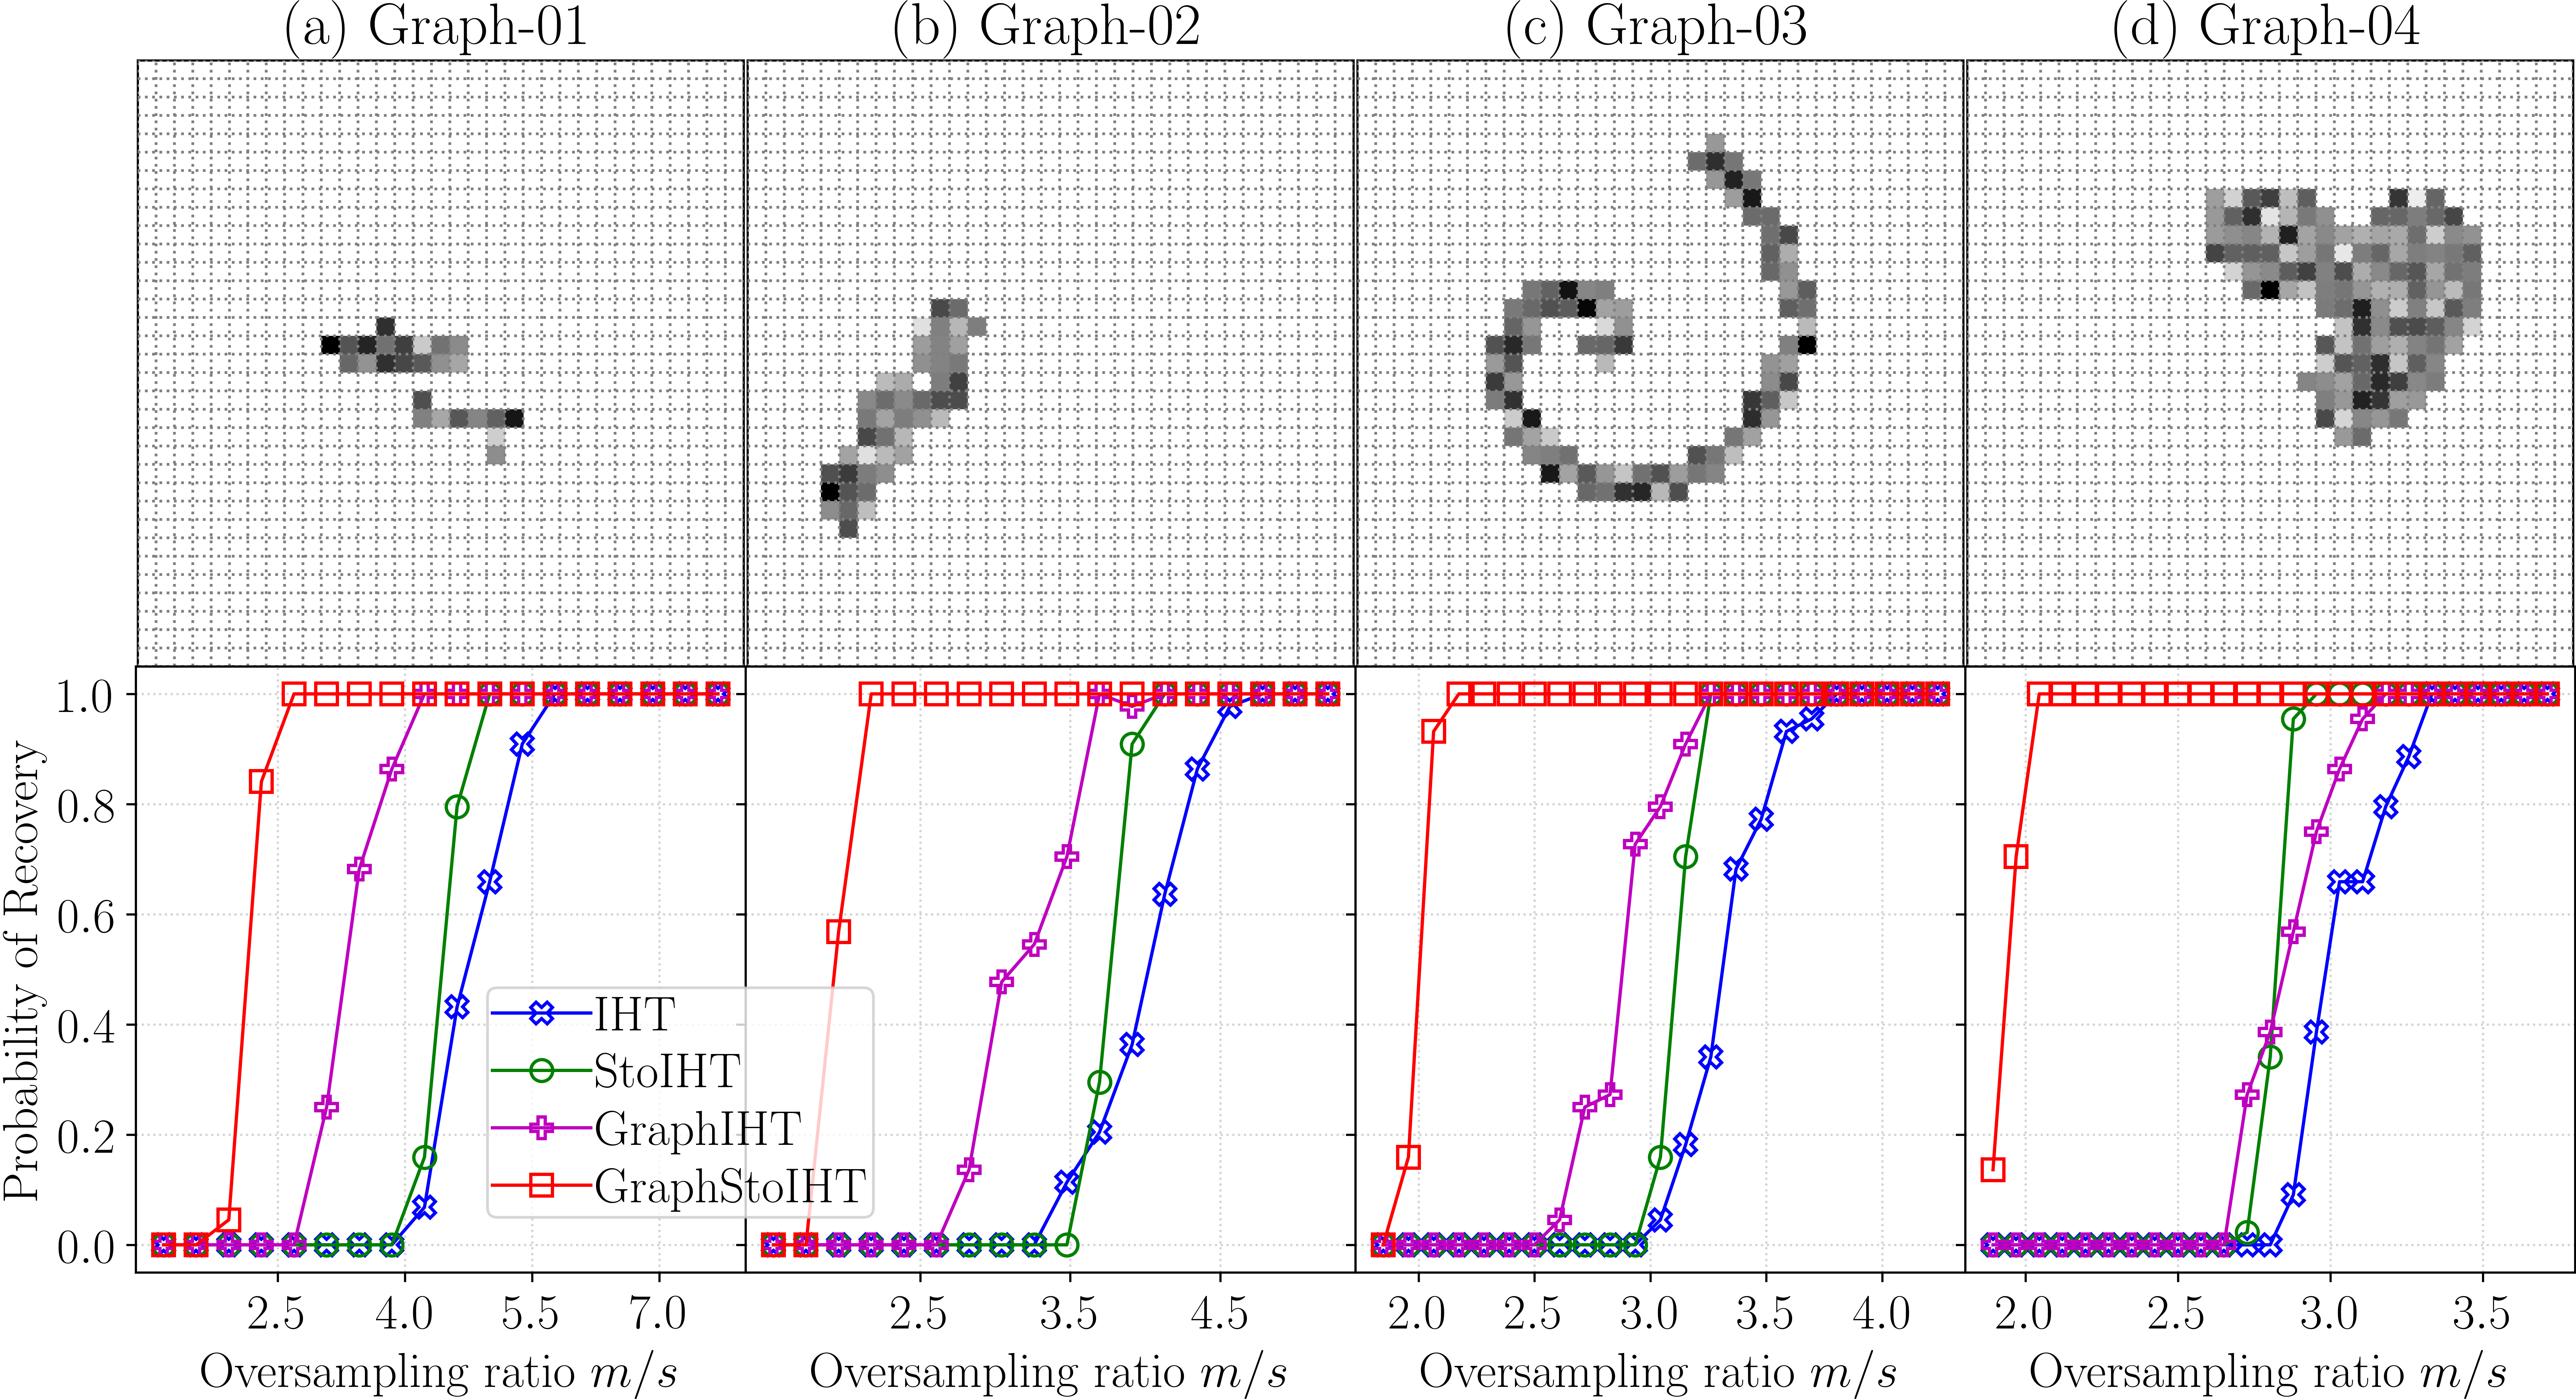 (a) Graph-01 (b) Graph-02 (c) Graph-03 (d) Graph-04
Probability of Recovery
1.0
0.8
0.6
0.4
0.2
0.0
IHT
StoIHT
GraphIHT
GraphStoIHT
2.5 4.0 5.5 7.0 2.5 3.5 4.5 2.0 2.5 3.0 3.5 4.0 2.0 2.5 3.0 3.5
Oversampling ratio m/s Oversampling ratio m/s Oversampling ratio m/s Oversampling ratio m/s